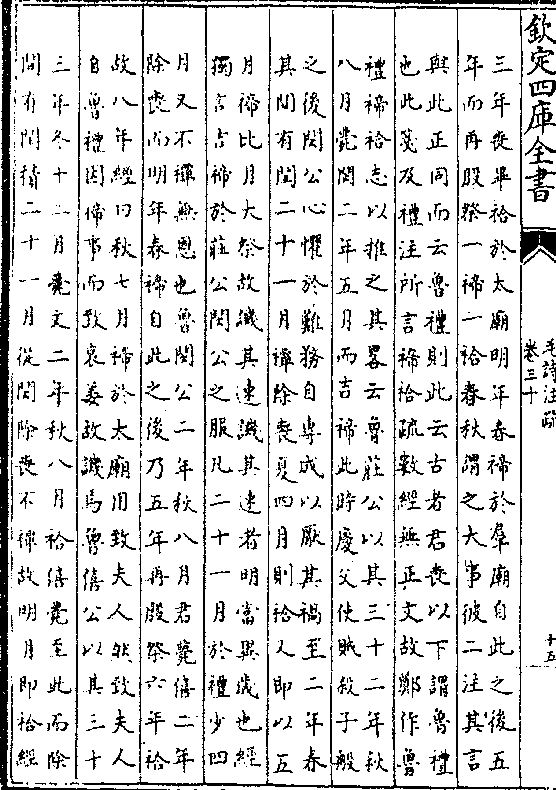 欽定四庫全書
毛詩注疏
卷三十
十五
三年喪畢祫於太廟明年春禘於羣廟自此之後五
年而再殷祭一禘一祫春秋謂之大事彼二注其言
與此正同而云魯禮則此云古者君喪以下謂魯禮
也此箋及禮注所言禘祫疏數經無正文故鄭作魯
禮禘祫志以推之其畧云魯莊公以其三十二年秋
八月薨閔二年五月而吉禘此時慶父使賊殺子般
之後閔公心懼於難務自專成以厭其禍至二年春
其間有閏二十一月禫除喪夏四月則祫又即以五
月禘比月大祭故譏其速譏其速者明當異歲也經
獨言吉禘於莊公閔公之服凡二十一月於禮少四
月又不禫無恩也魯閔公二年秋八月君薨僖二年
除喪而明年春禘自此之後乃五年再殷祭六年祫
故八年經曰秋七月禘於太廟用致夫人然致夫人
自魯禮因禘事而致哀姜故譏焉魯僖公以其三十
三年冬十二月薨文二年秋八月祫僖薨至此而除
間有閏積二十一月從閔除喪不禫故明月即祫經